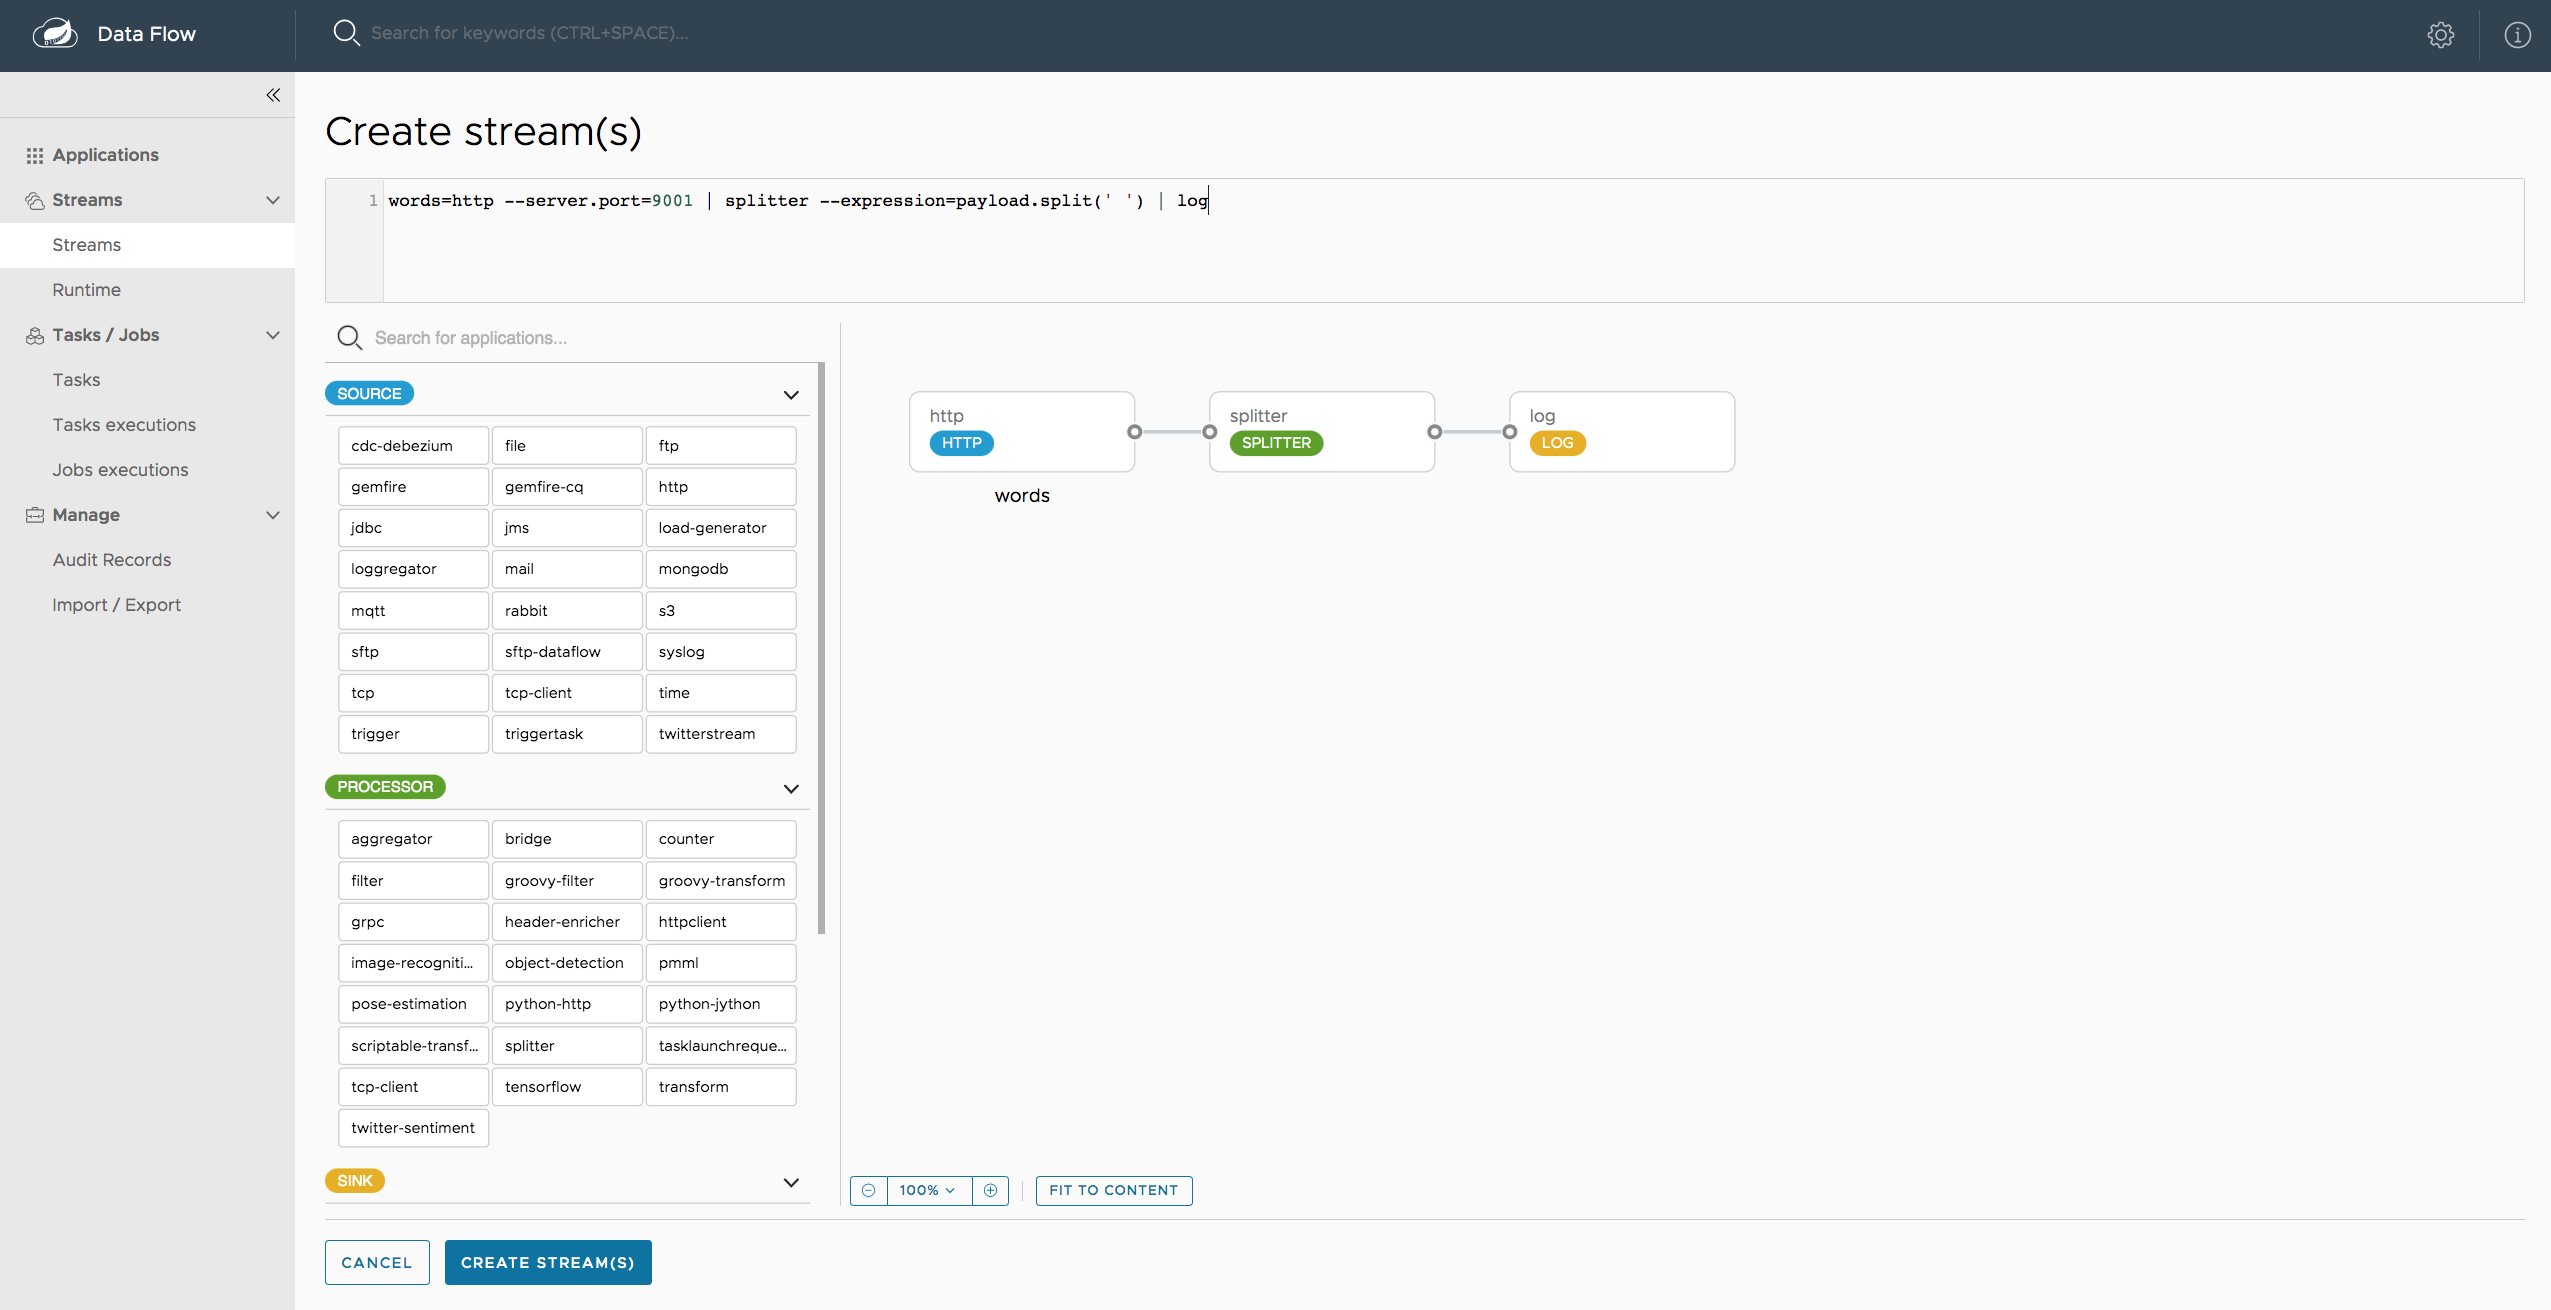 Data Flow
Search for keywords (CTRL+SPACE)...
Applications
Streams
Streams
Runtime
Tasks / Jobs
Tasks
Tasks executions
Jobs executions
Manage
Audit Records
Import / Export
Create stream(s)
1 words=http --server.port=9001 | splitter --expression=payload.split(' ') | log
Search for applications...
SOURCE
cdc-debezium file ftp
gemfire gemfire-cq http
jdbc jms load-generator
loggregator mail mongodb
mqtt rabbit s3
sftp sftp-dataflow syslog
tcp tcp-client time
trigger triggertask twitterstream
PROCESSOR
aggregator bridge counter
filter groovy-filter groovy-transform
grpc header-enricher httpclient
image-recogniti... object-detection pmml
pose-estimation python-http python-jython
scriptable-transf... splitter tasklaunchreque...
tcp-client tensorflow transform
twitter-sentiment
SINK
http splitter log
HTTP SPLITTER LOG
words
100% FIT TO CONTENT
CANCEL CREATE STREAM(S)